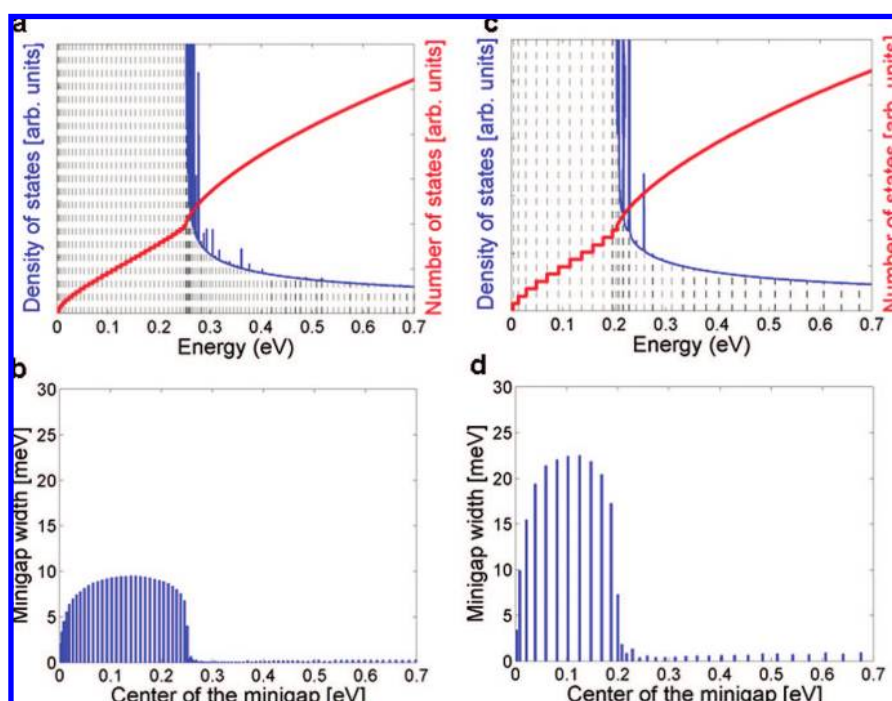 a
Density of states [arb. units]
Number of states [arb. units]
0 0.1 0.2 0.3 0.4 0.5 0.6 0.7
Energy (eV)
c
Density of states [arb. units]
Number of states [arb. units]
0 0.1 0.2 0.3 0.4 0.5 0.6 0.7
Energy (eV)
b
Minigap width [meV]
30
25
20
15
10
5
0
0 0.1 0.2 0.3 0.4 0.5 0.6 0.7
Center of the minigap [eV]
d
Minigap width [meV]
30
25
20
15
10
5
0
0 0.1 0.2 0.3 0.4 0.5 0.6 0.7
Center of the minigap [eV]